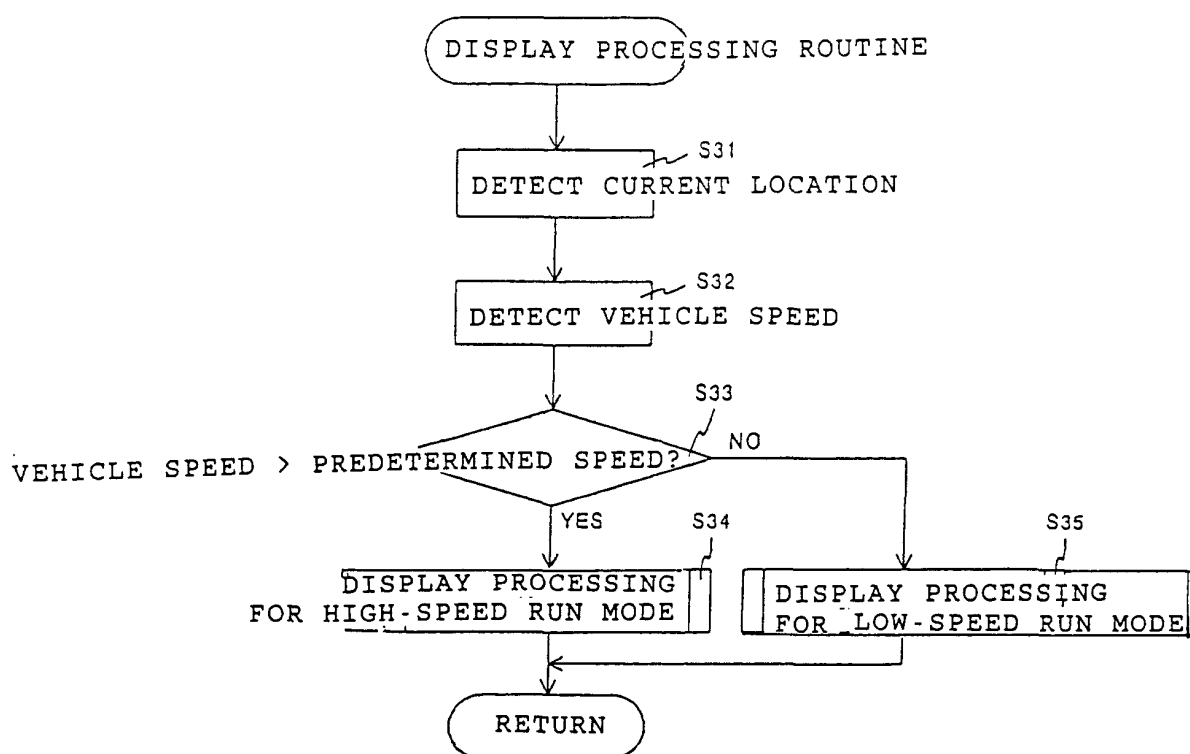 DISPLAY PROCESSING ROUTINE
S31
DETECT CURRENT LOCATION
S32
DETECT VEHICLE SPEED
S33
VEHICLE SPEED > PREDETERMINED SPEED?
NO
YES
S34
S35
DISPLAY PROCESSING
FOR HIGH-SPEED RUN MODE
DISPLAY PROCESSING
FOR LOW-SPEED RUN MODE
RETURN